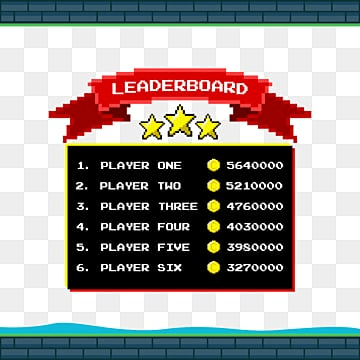 LEADERBOARD
1. PLAYER ONE 5640000
2. PLAYER TWO 5210000
3. PLAYER THREE 4760000
4. PLAYER FOUR 4030000
5. PLAYER FIVE 3980000
6. PLAYER SIX 3270000